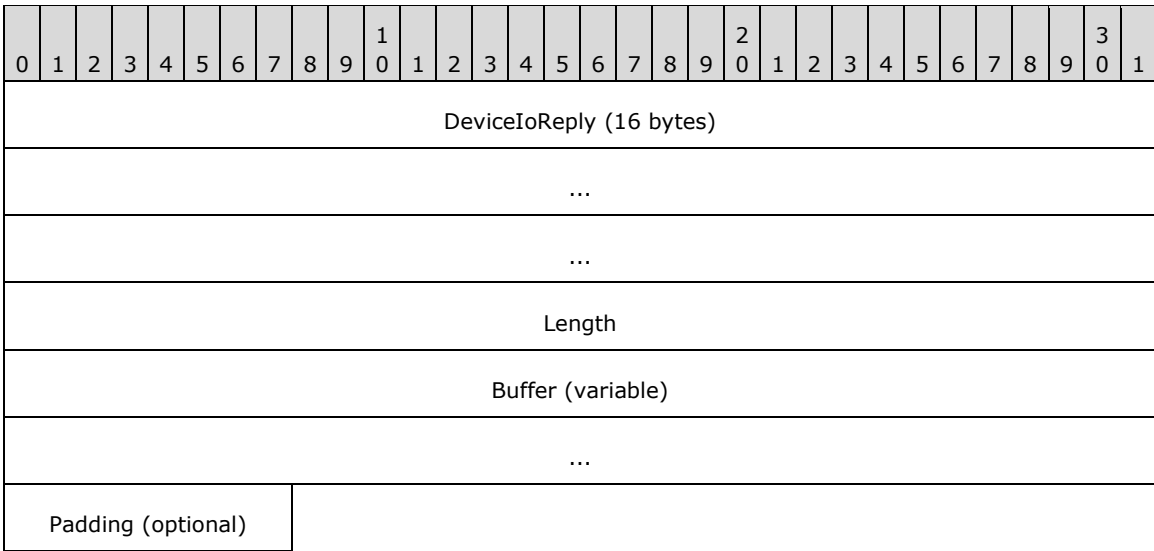 1 2 3
0 1 2 3 4 5 6 7 8 9 0 1 2 3 4 5 6 7 8 9 0 1 2 3 4 5 6 7 8 9 0 1
DeviceIoReply (16 bytes)
...
...
Length
Buffer (variable)
...
Padding (optional)